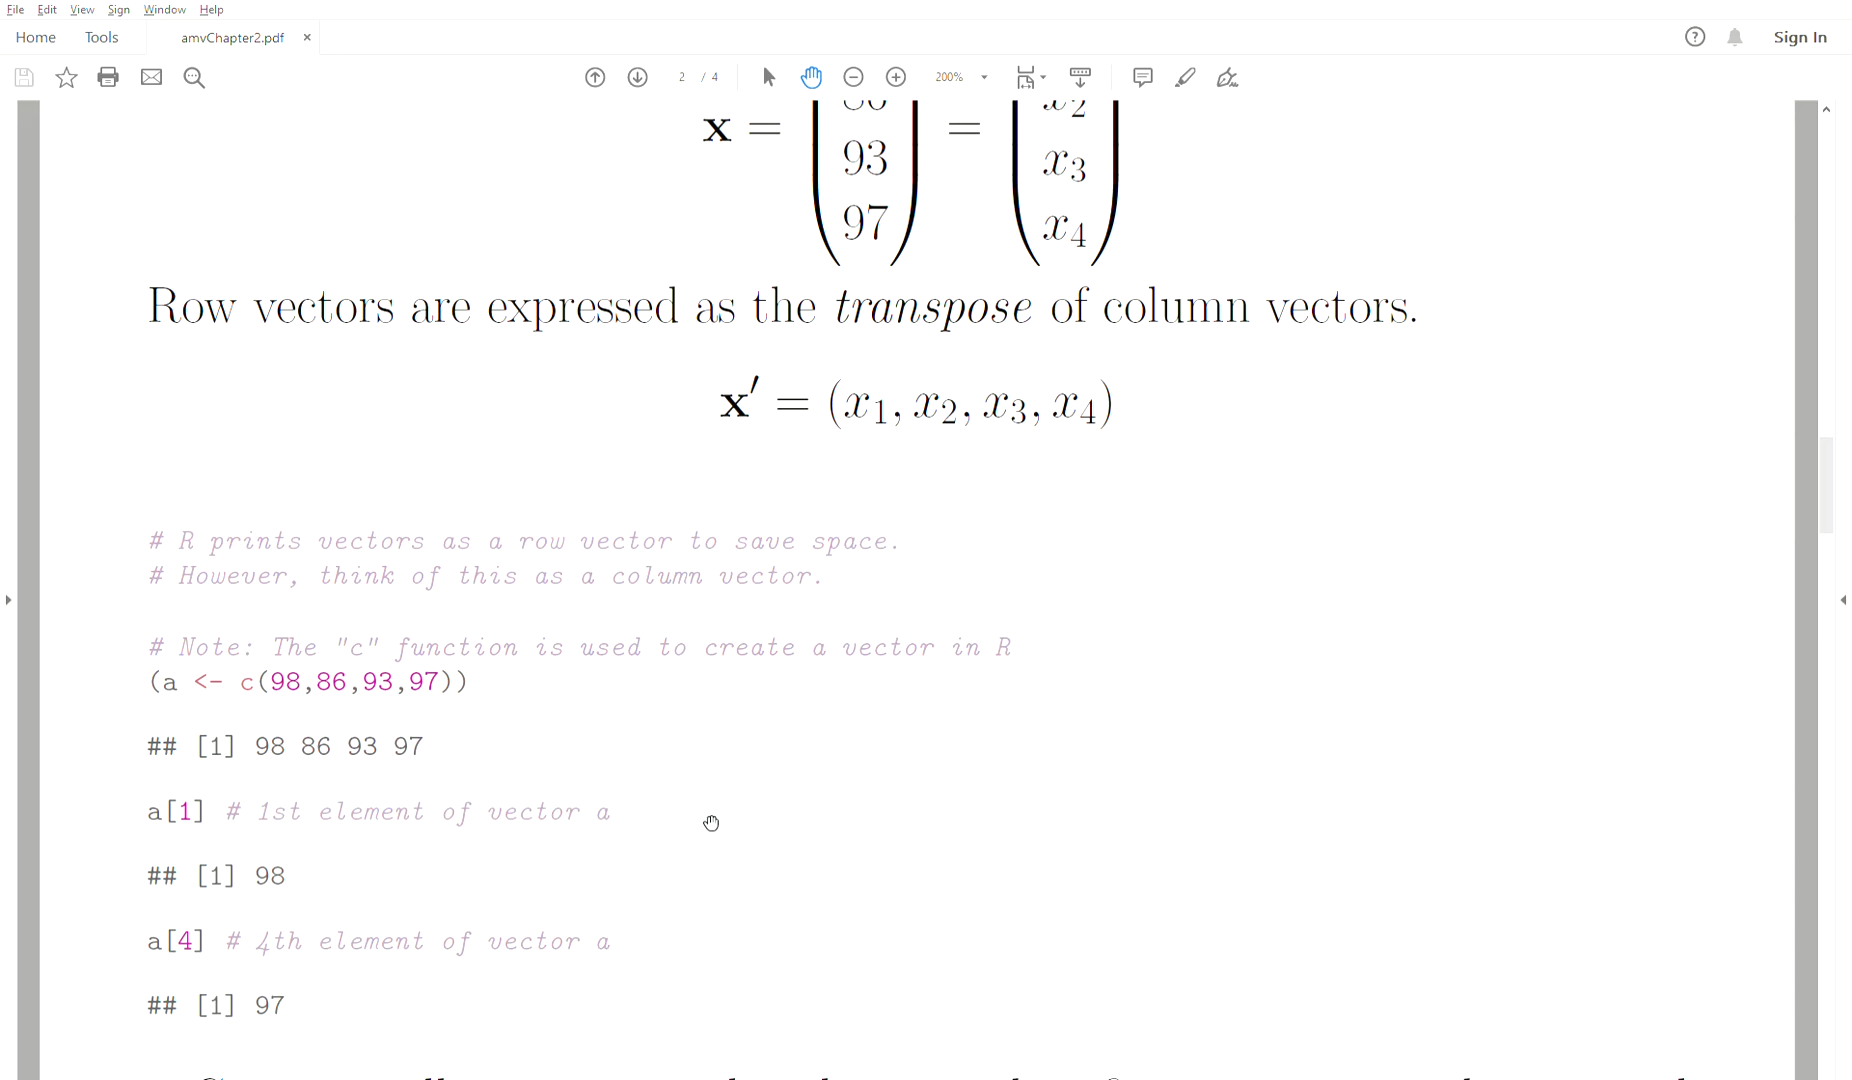 File Edit View Sign Window Help
Home Tools amvChapter2.pdf × Sign In
2 / 4 200%
x = 93 = x3
97 x4
Row vectors are expressed as the transpose of column vectors.
x′ = (x1, x2, x3, x4)
# R prints vectors as a row vector to save space.
# However, think of this as a column vector.
# Note: The "c" function is used to create a vector in R
(a <- c(98,86,93,97))
## [1] 98 86 93 97
a[1] # 1st element of vector a
## [1] 98
a[4] # 4th element of vector a
## [1] 97